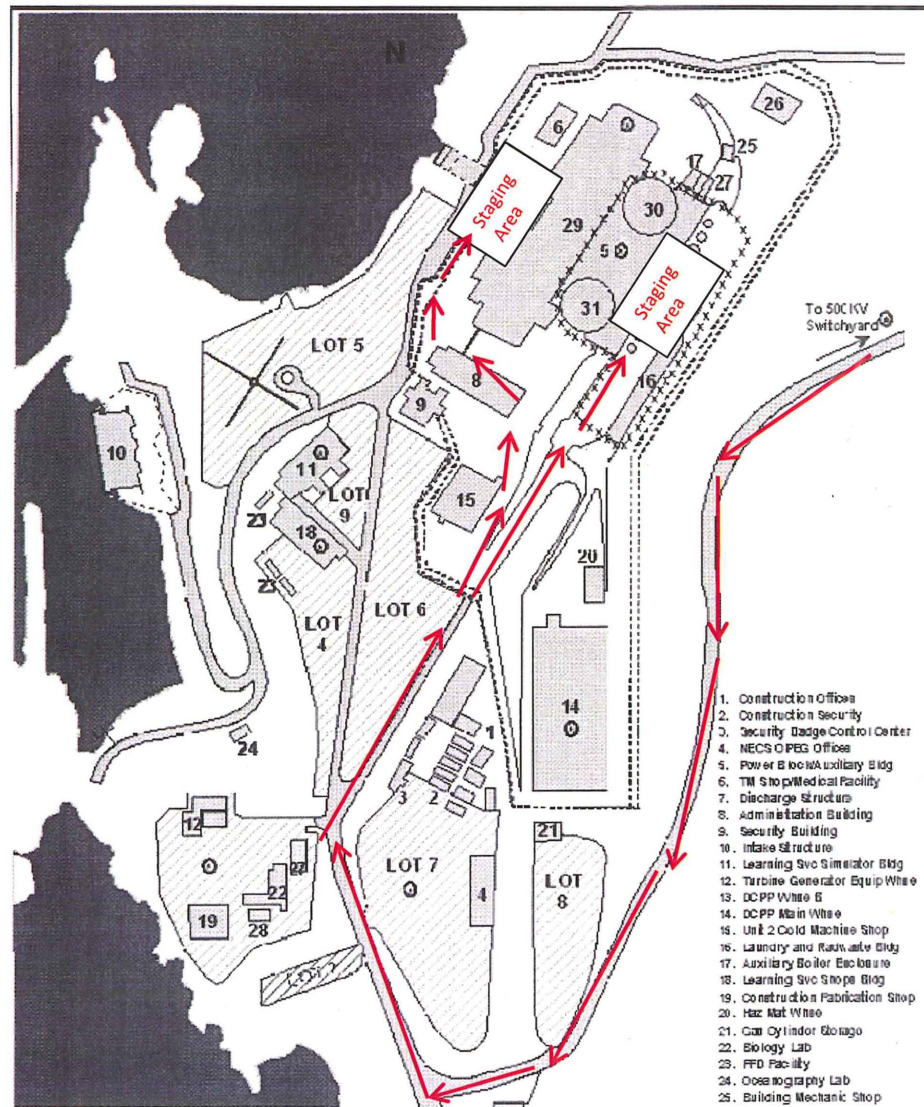 N
26
6
25
17
27
Staging
Area
30
29
5
Staging
Area
31
To 500 KV
Switchyard
LOT 5
8
16
9
10
11
LOT
9
15
23
18
20
23
LOT 6
LOT
4
14
24
1
3
2
12
21
27
LOT 7
LOT
8
22
4
19
28
1. Construction Offices
2. Construction Security
3. Security Badge Control Center
4. NECS OPEG Offices
5. Power Block/Auxiliary Bldg
6. TM Shop/Medical Facility
7. Discharge Structure
8. Administration Building
9. Security Building
10. Intake Structure
11. Learning Svc Simulator Bldg
12. Turbine Generator Equip Whse
13. DCPP Whse B
14. DCPP Main Whse
15. Unit 2 Cold Machine Shop
16. Laundry and Radwaste Bldg
17. Auxiliary Boiler Enclosure
18. Learning Svc Shops Bldg
19. Construction Fabrication Shop
20. Haz Mat Whse
21. Gas Cylinder Storage
22. Biology Lab
23. FFD Facility
24. Oceanography Lab
25. Building Mechanic Shop